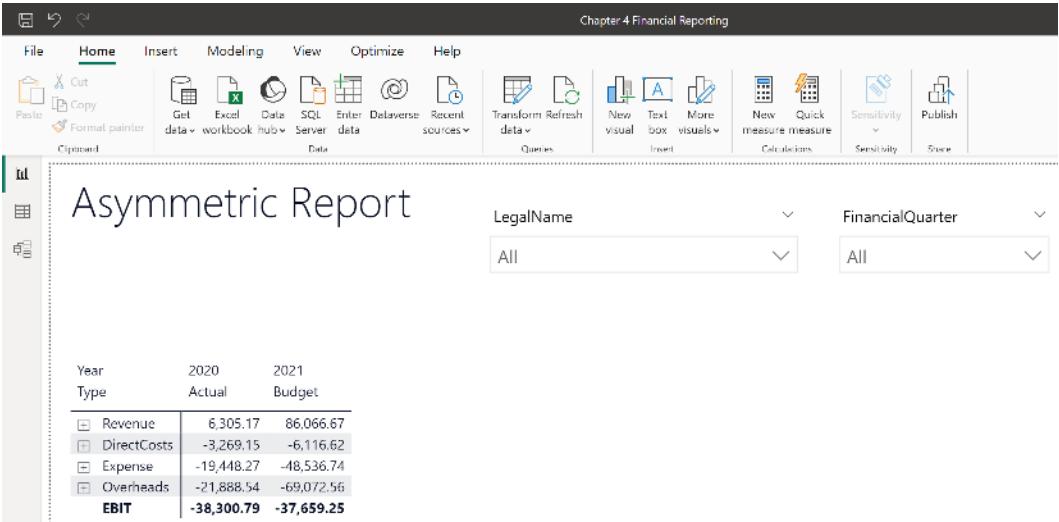 Chapter 4 Financial Reporting
File Home Insert Modeling View Optimize Help
Paste
Cut
Copy
Format painter
Clipboard
Get data
Excel workbook
Data hub
SQL Server
Enter data
Dataverse
Recent sources
Data
Transform data
Refresh
Queries
New visual
Text box
More visuals
Insert
New measure
Quick measure
Calculations
Sensitivity
Sensitivity
Publish
Share
Asymmetric Report
LegalName
All
FinancialQuarter
All
Year 2020 2021
Type Actual Budget
Revenue 6,305.17 86,066.67
DirectCosts -3,269.15 -6,116.62
Expense -19,448.27 -48,536.74
Overheads -21,888.54 -69,072.56
EBIT -38,300.79 -37,659.25